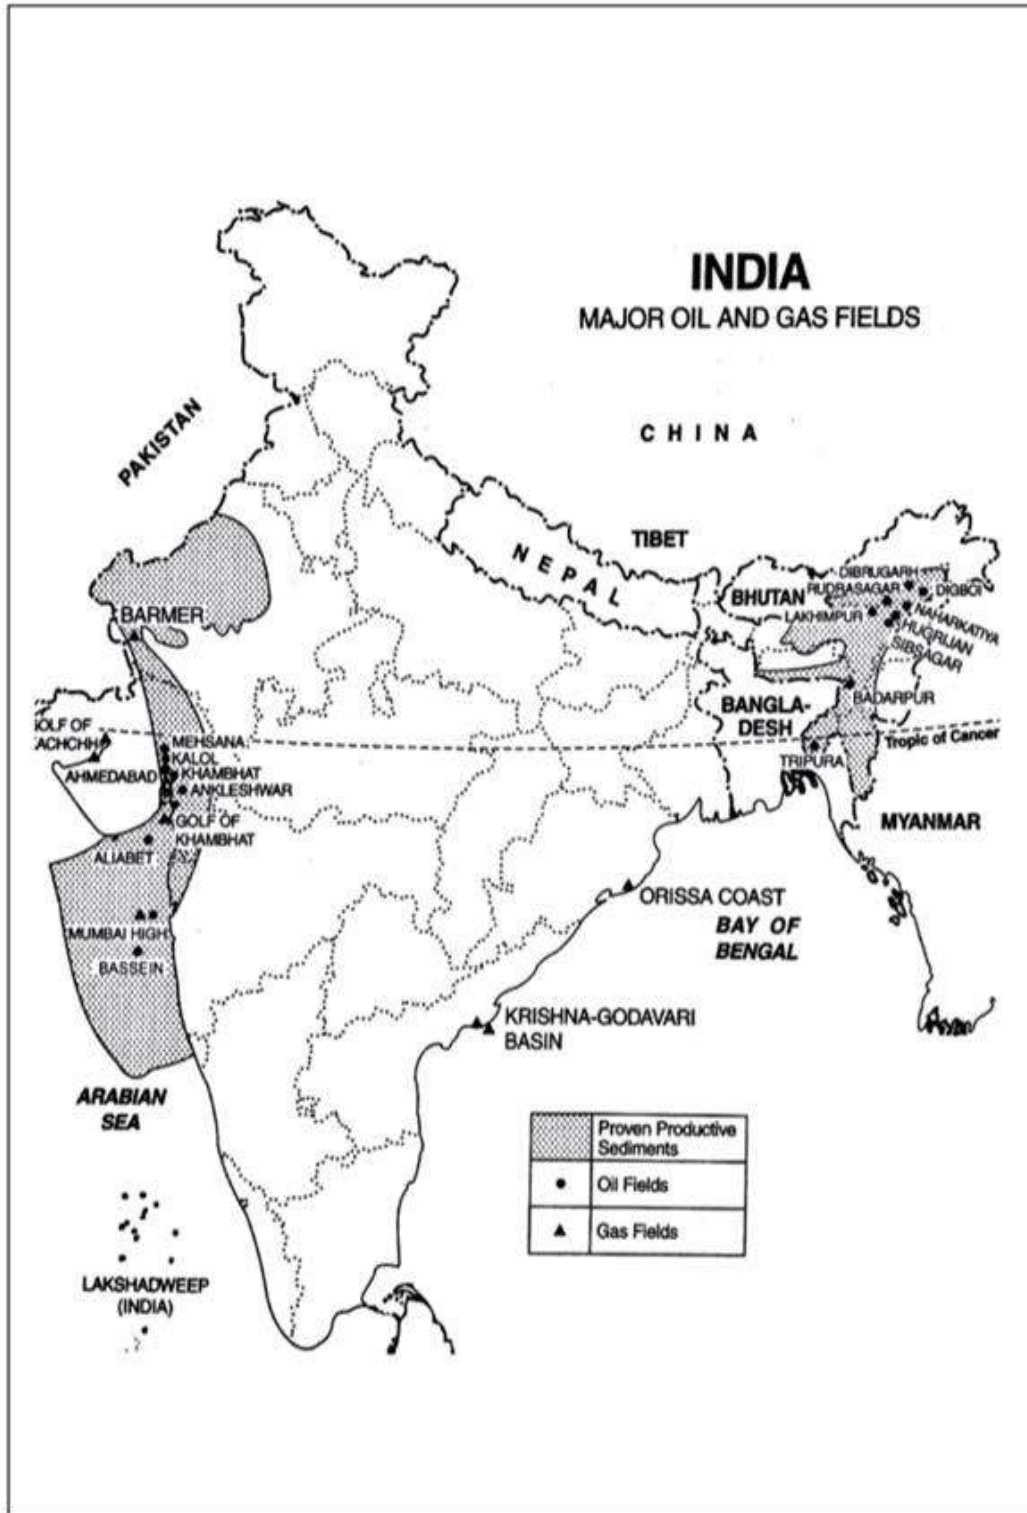 INDIA
MAJOR OIL AND GAS FIELDS
PAKISTAN
CHINA
TIBET
NEPAL
BHUTAN
DIBRUGARH
RUDRASAGAR
DIGBOI
LAKHIMPUR
NAHARKATIYA
HUGRIJAN
SIBSAGAR
BARMER
BADARPUR
BANGLA-
DESH
GOLF OF
KACHCHH
MEHSANA
KALOL
AHMEDABAD
KHAMBHAT
ANKLESHWAR
Tropic of Cancer
TRIPURA
GOLF OF
KHAMBHAT
MYANMAR
ALIABET
ORISSA COAST
MUMBAI HIGH
BAY OF
BENGAL
BASSEIN
KRISHNA-GODAVARI
BASIN
ARABIAN
SEA
Proven Productive
Sediments
Oil Fields
Gas Fields
LAKSHADWEEP
(INDIA)